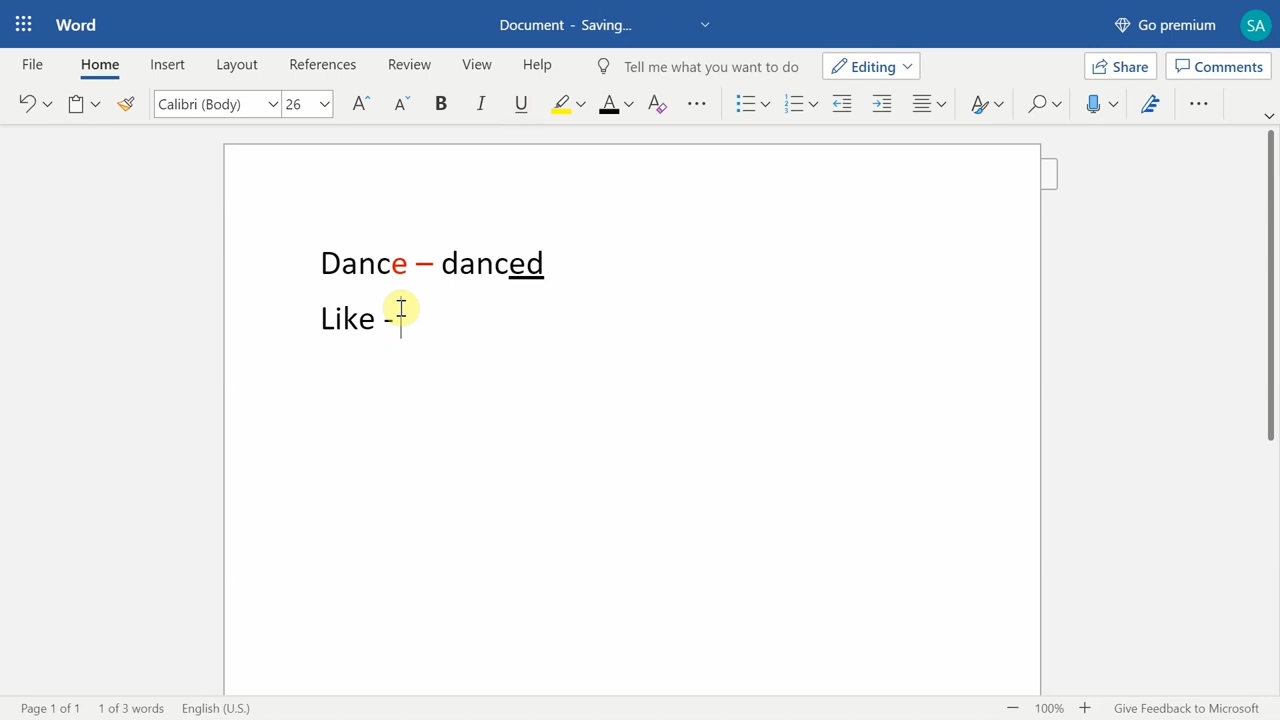 Word
Document - Saving...
Go premium
SA
File Home Insert Layout References Review View Help Tell me what you want to do Editing Share Comments
Calibri (Body) 26 A A B I U A A
Dance – danced
Like -
Page 1 of 1 1 of 3 words English (U.S.) 100% Give Feedback to Microsoft